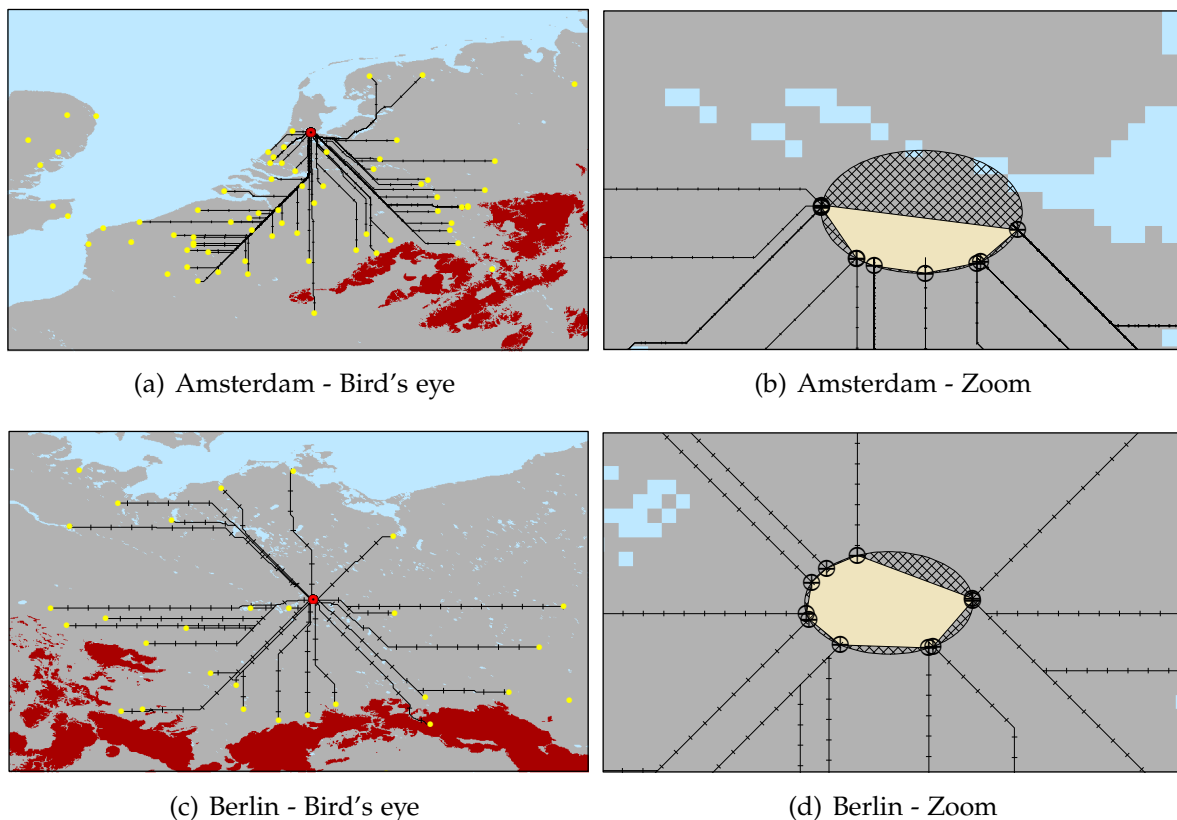 (a) Amsterdam - Bird's eye
(b) Amsterdam - Zoom
(c) Berlin - Bird's eye
(d) Berlin - Zoom